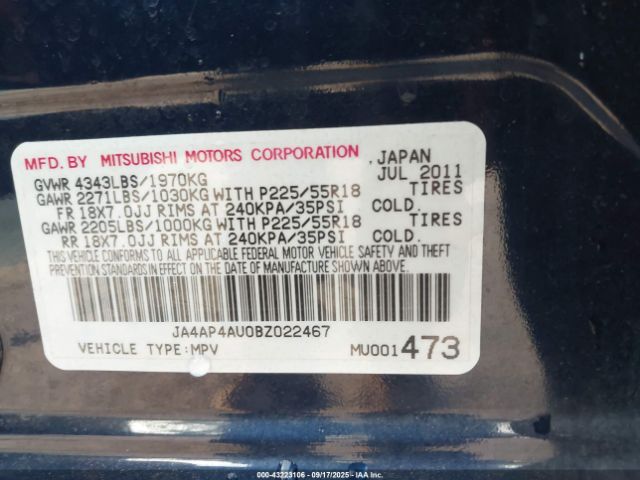 MFD.BY MITSUBISHI MOTORS CORPORATION ,JAPAN
GVWR 4343LBS/1970KG JUL 2011
GAWR 2271LBS/1030KG WITH P225/55R18 TIRES
FR 18X7.0JJ RIMS AT 240KPA/35PSI COLD.
GAWR 2205LBS/1000KG WITH P225/55R18 TIRES
RR 18X7.0JJ RIMS AT 240KPA/35PSI COLD.
THIS VEHICLE CONFORMS TO ALL APPLICABLE FEDERAL MOTOR VEHICLE SAFETY AND THEFT
PREVENTION STANDARDS IN EFFECT ON THE DATE OF MANUFACTURE SHOWN ABOVE.
JA4AP4AU0BZ022467
VEHICLE TYPE:MPV MU001473
000-43223106 - 09/17/2025 - IAAI.CA